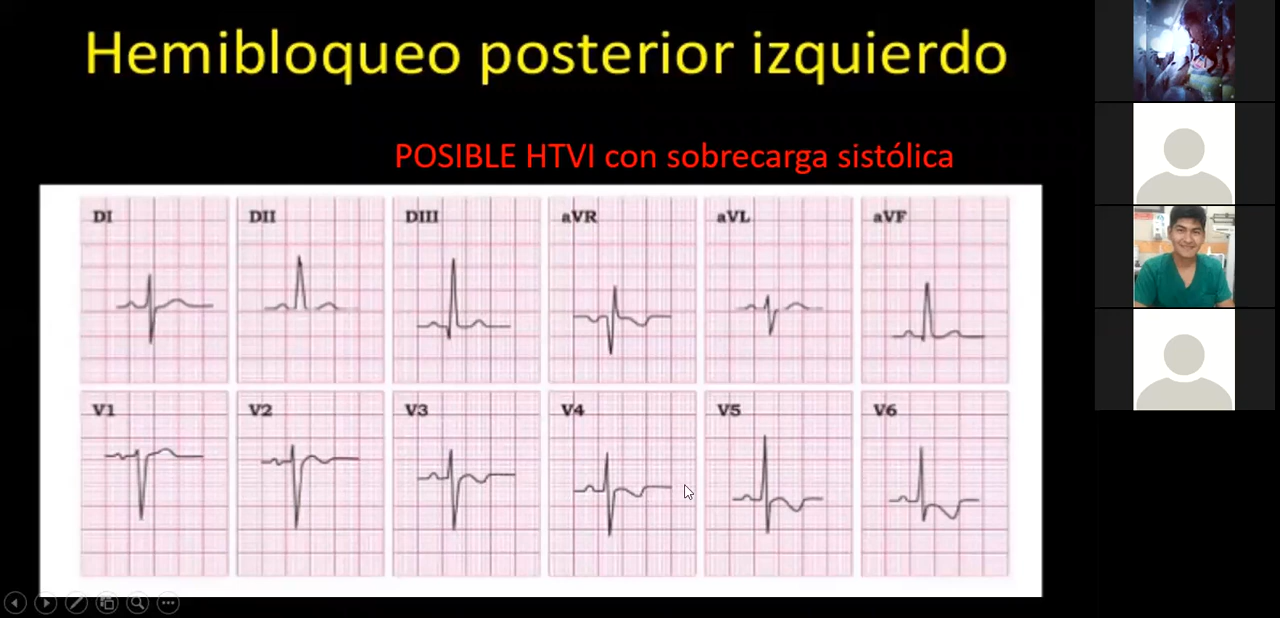 Hemibloqueo posterior izquierdo
POSIBLE HTVI con sobrecarga sistólica
DI DII DIII aVR aVL aVF
V1 V2 V3 V4 V5 V6